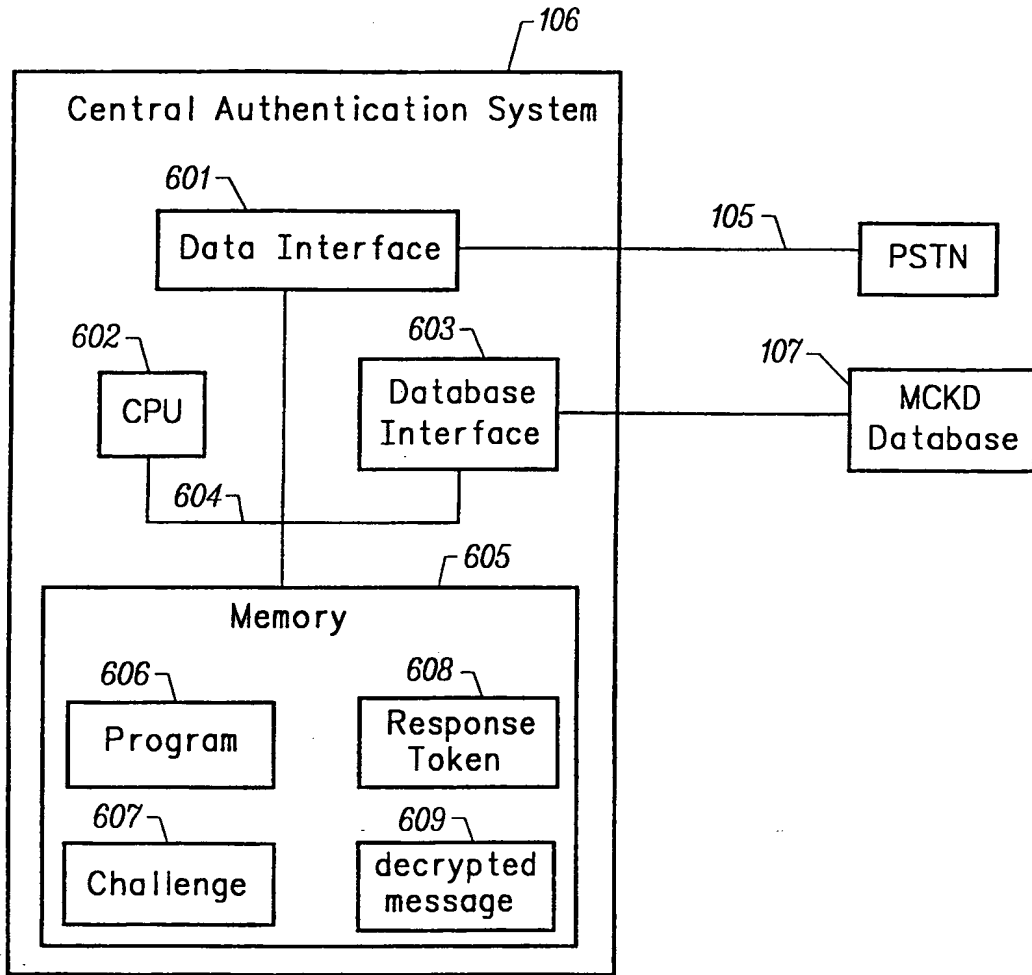 106
Central Authentication System
601
Data Interface
105
PSTN
602
CPU
603
Database
Interface
107
MCKD
Database
604
605
Memory
606
Program
608
Response
Token
607
Challenge
609
decrypted
message